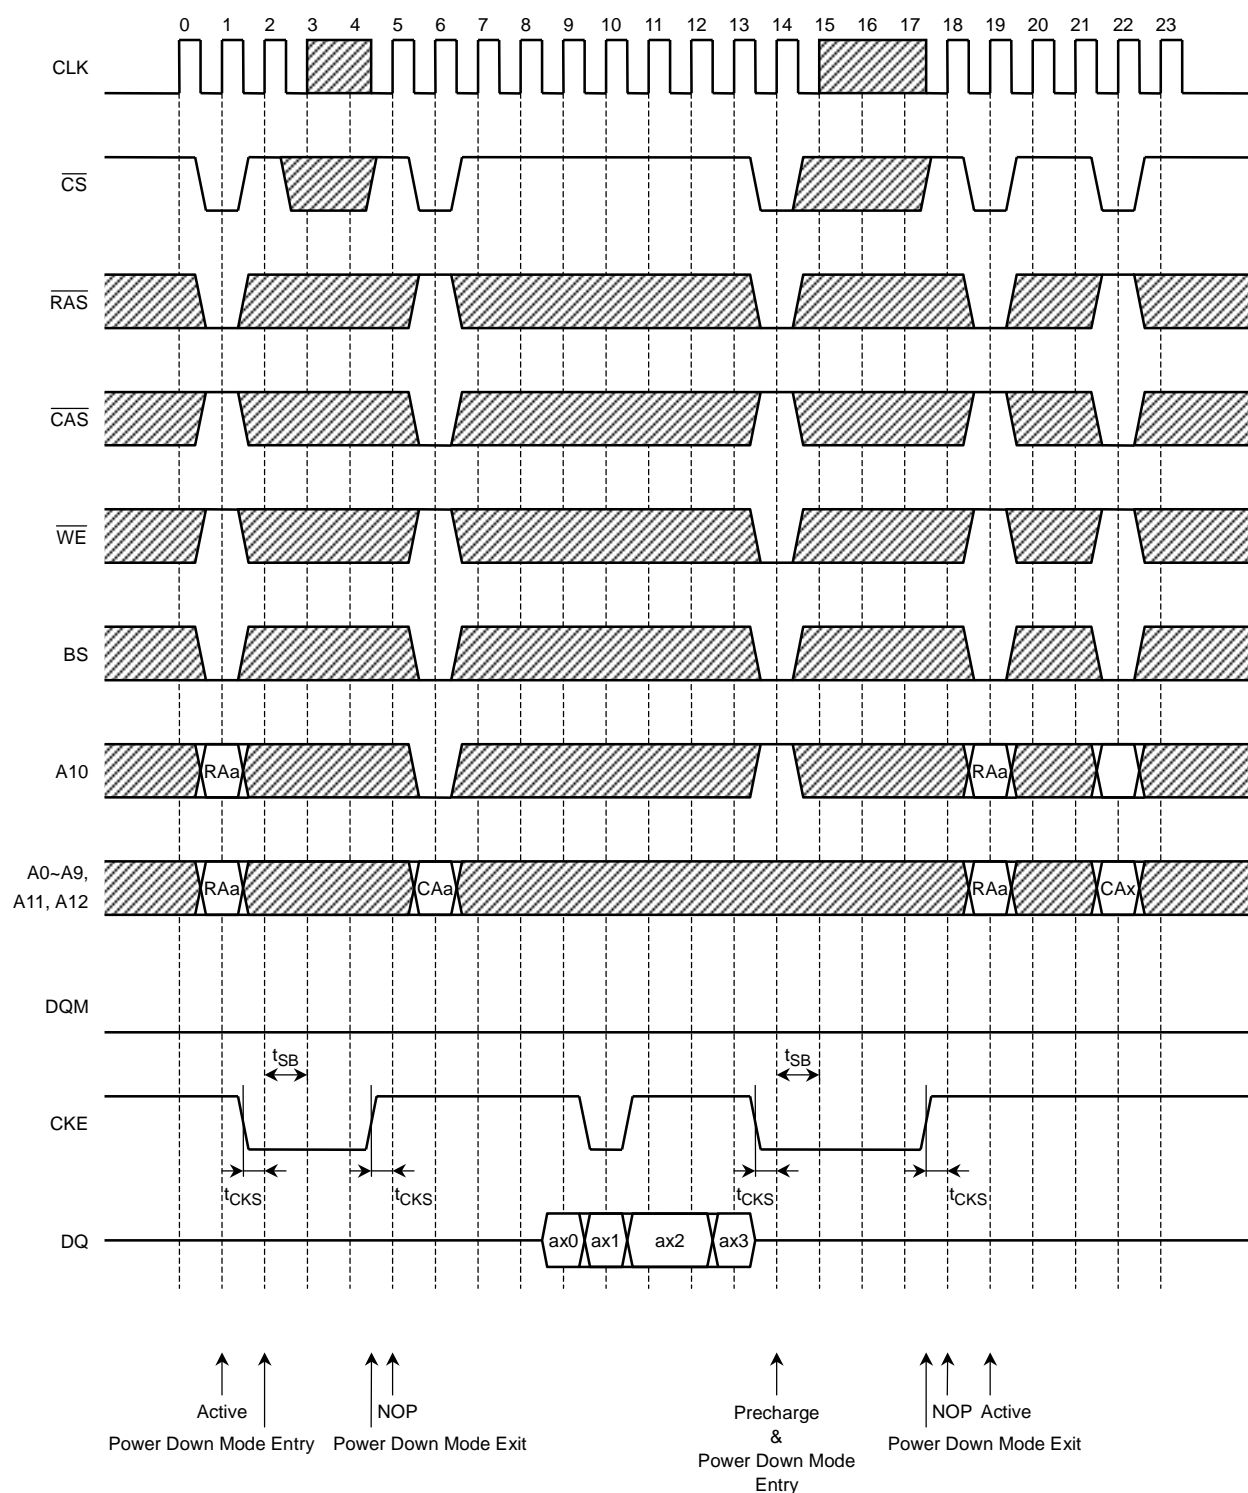 0 1 2 3 4 5 6 7 8 9 10 11 12 13 14 15 16 17 18 19 20 21 22 23
CLK
CS
RAS
CAS
WE
BS
A10
RAa
RAa
A0~A9,
A11, A12
RAa
CAa
RAa
CAx
DQM
tSB
tSB
CKE
tCKS
tCKS
tCKS
tCKS
DQ
ax0
ax1
ax2
ax3
Active
NOP
Precharge
NOP Active
Power Down Mode Entry
Power Down Mode Exit
&
Power Down Mode Exit
Power Down Mode
Entry